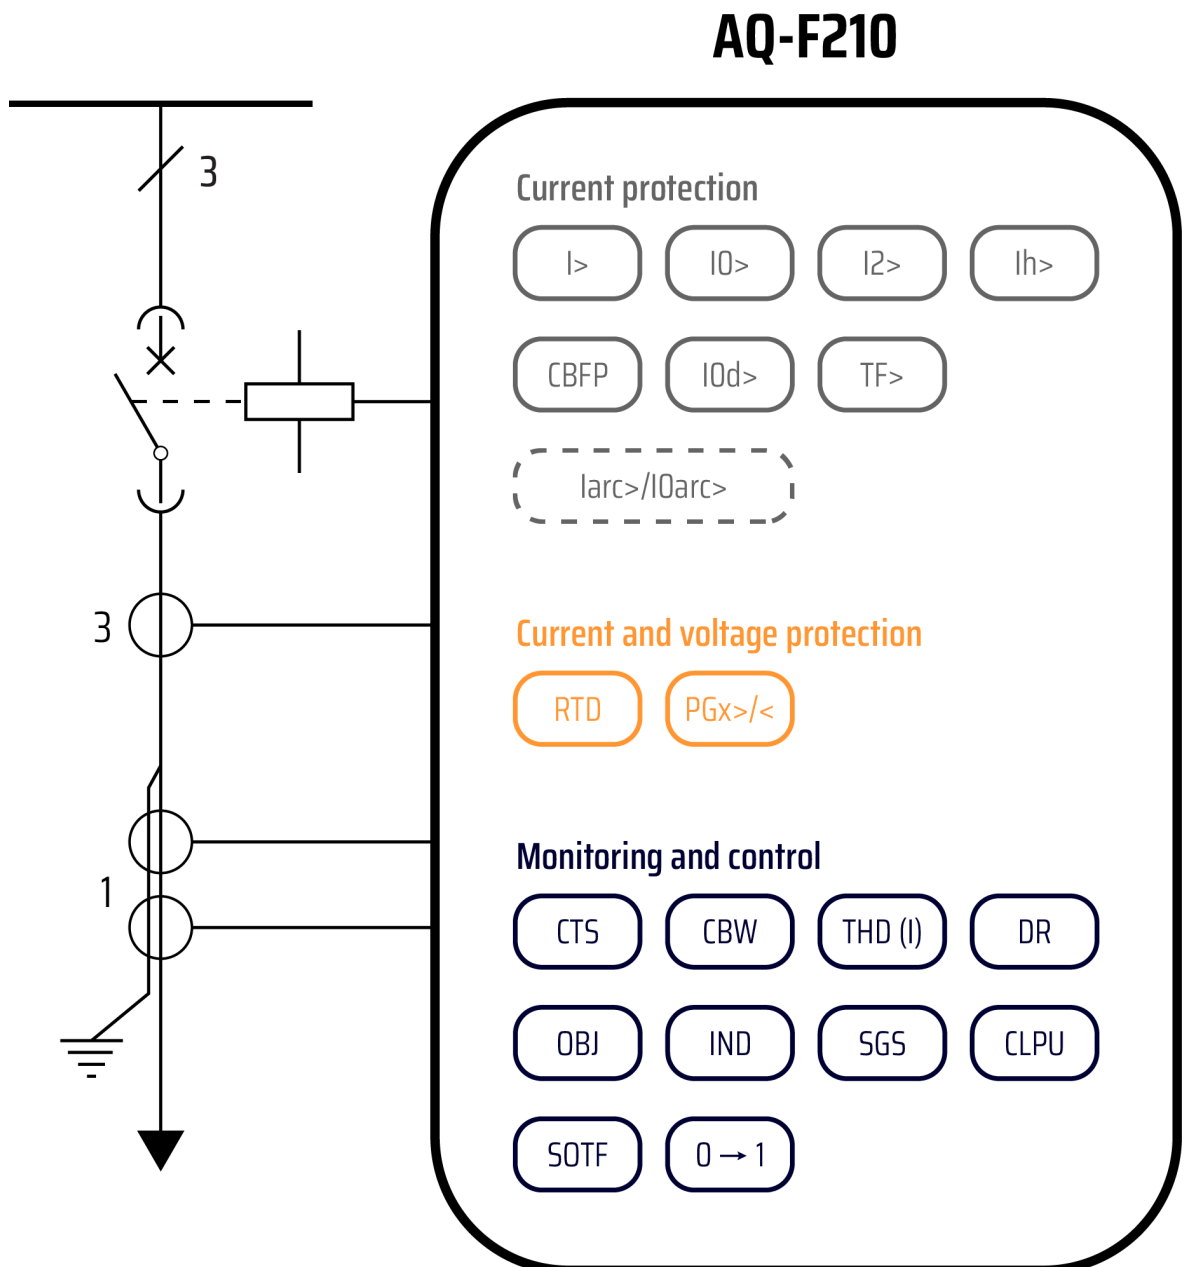 AQ-F210
3
Current protection
I> I0> I2> Ih>
CBFP I0d> TF>
Iarc>/I0arc>
3
Current and voltage protection
RTD PGx>/<
Monitoring and control
1
CTS CBW THD (I) DR
OBJ IND SGS CLPU
SOTF 0→1